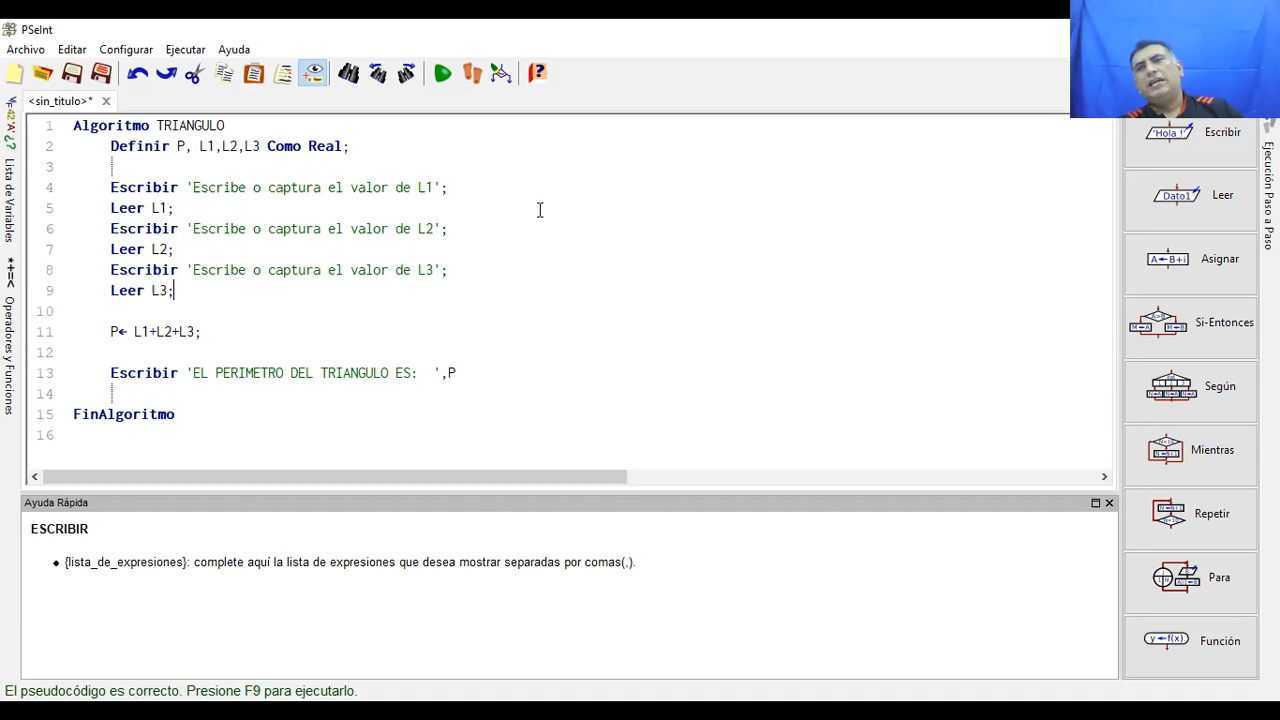 PSeInt
Archivo Editar Configurar Ejecutar Ayuda
<sin_titulo>*
1 Algoritmo TRIANGULO
2 Definir P, L1,L2,L3 Como Real;
3
4 Escribir 'Escribe o captura el valor de L1';
5 Leer L1;
6 Escribir 'Escribe o captura el valor de L2';
7 Leer L2;
8 Escribir 'Escribe o captura el valor de L3';
9 Leer L3;
10
11 P← L1+L2+L3;
12
13 Escribir 'EL PERIMETRO DEL TRIANGULO ES:  ',P
14
15 FinAlgoritmo
16
Lista de Variables
Operadores y Funciones
'Hola !' Escribir
Dato1 Leer
A←B+i Asignar
Si-Entonces
Según
Mientras
Repetir
Para
y←f(x) Función
Ejecución Paso a Paso
Ayuda Rápida
ESCRIBIR
{lista_de_expresiones}: complete aquí la lista de expresiones que desea mostrar separadas por comas(,).
El pseudocódigo es correcto. Presione F9 para ejecutarlo.